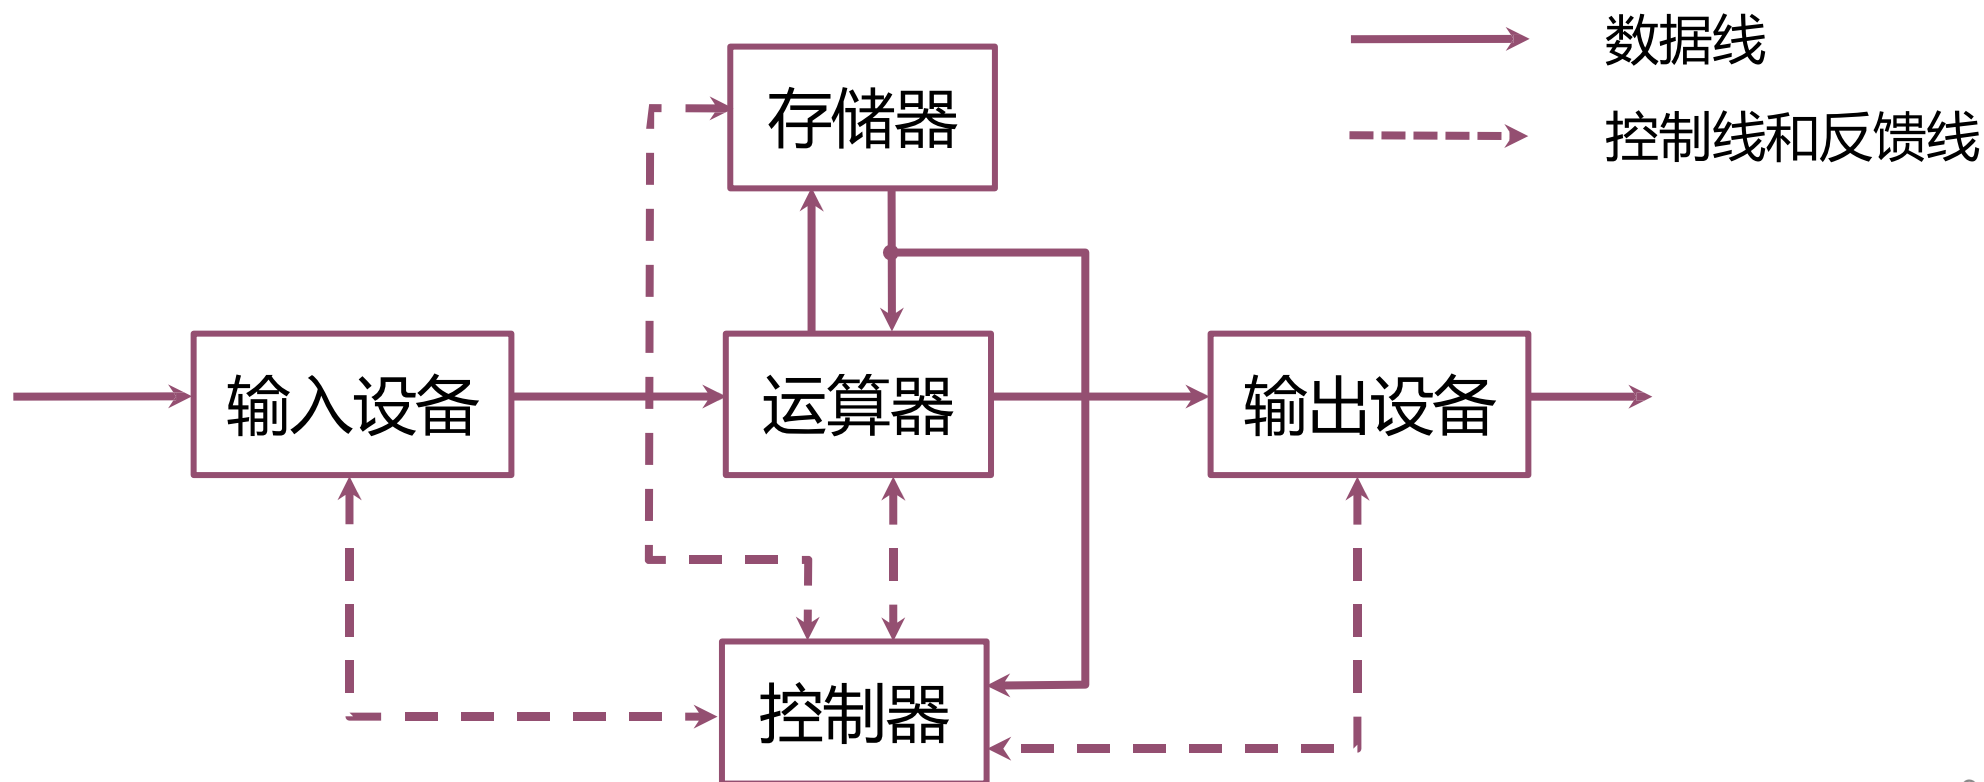 数据线
存储器
控制线和反馈线
输入设备
运算器
输出设备
控制器